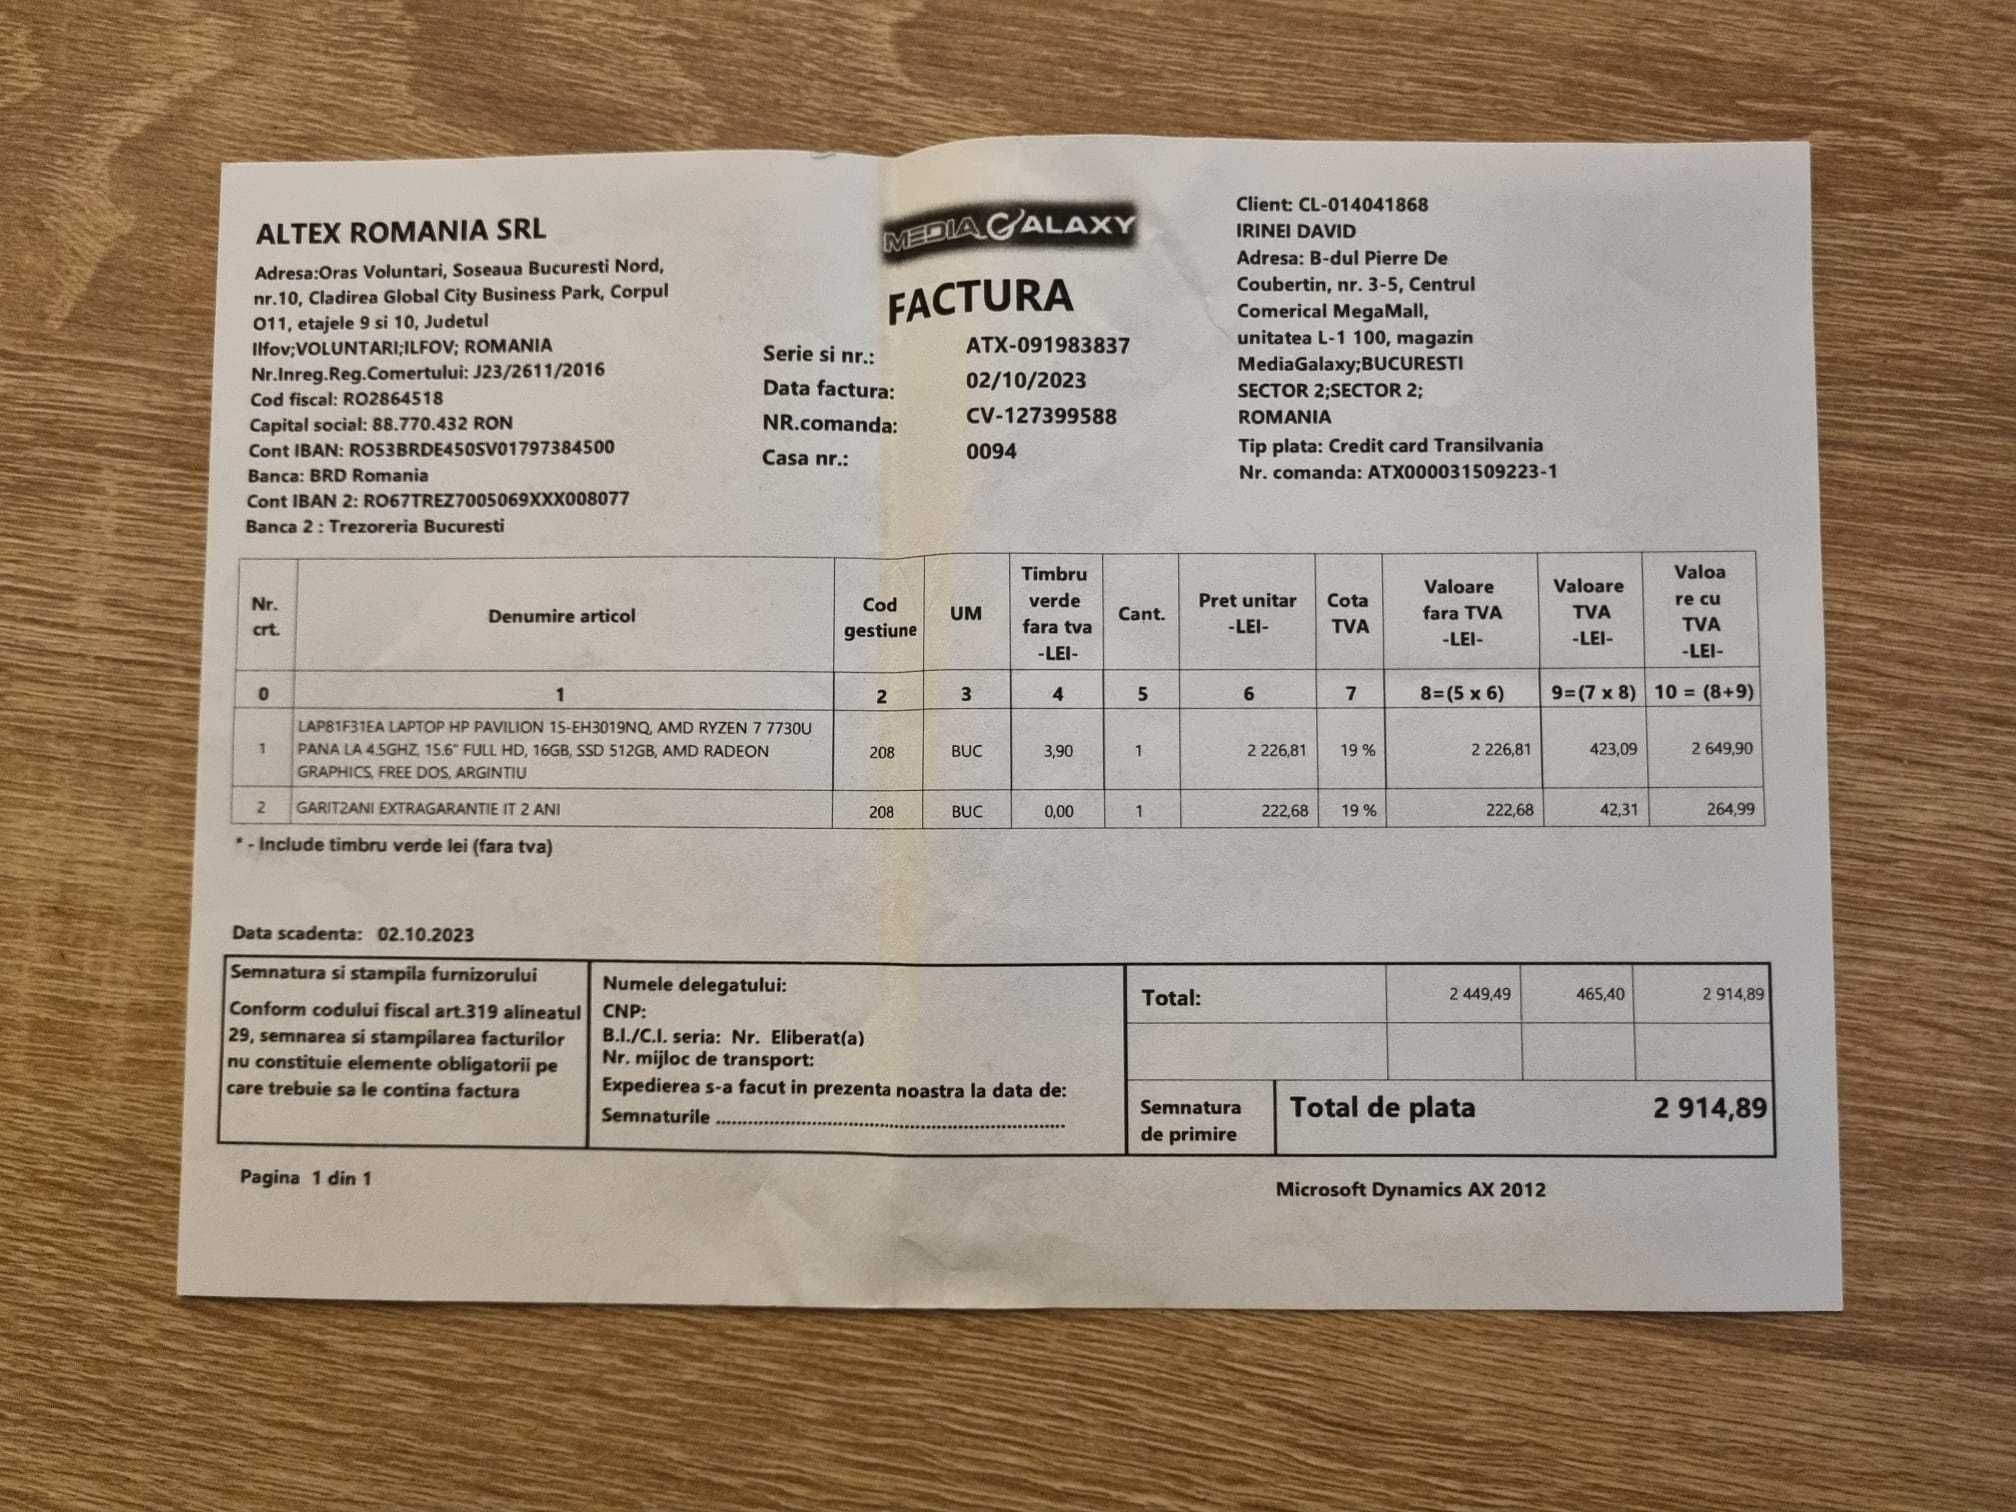 ALTEX ROMANIA SRL
Adresa:Oras Voluntari, Soseaua Bucuresti Nord,
nr.10, Cladirea Global City Business Park, Corpul
O11, etajele 9 si 10, Judetul
Ilfov;VOLUNTARI;ILFOV; ROMANIA
Nr.Inreg.Reg.Comertului: J23/2611/2016
Cod fiscal: RO2864518
Capital social: 88.770.432 RON
Cont IBAN: RO53BRDE450SV01797384500
Banca: BRD Romania
Cont IBAN 2: RO67TREZ7005069XXX008077
Banca 2 : Trezoreria Bucuresti
MEDIA GALAXY
FACTURA
Serie si nr.: ATX-091983837
Data factura: 02/10/2023
NR.comanda: CV-127399588
Casa nr.: 0094
Client: CL-014041868
IRINEI DAVID
Adresa: B-dul Pierre De
Coubertin, nr. 3-5, Centrul
Comerical MegaMall,
unitatea L-1 100, magazin
MediaGalaxy;BUCURESTI
SECTOR 2;SECTOR 2;
ROMANIA
Tip plata: Credit card Transilvania
Nr. comanda: ATX000031509223-1
Nr.
crt.
Denumire articol
Cod
gestiune
UM
Timbru
verde
fara tva
-LEI-
Cant.
Pret unitar
-LEI-
Cota
TVA
Valoare
fara TVA
-LEI-
Valoare
TVA
-LEI-
Valoa
re cu
TVA
-LEI-
0 1 2 3 4 5 6 7 8=(5 x 6) 9=(7 x 8) 10 = (8+9)
LAP81F31EA LAPTOP HP PAVILION 15-EH3019NQ, AMD RYZEN 7 7730U
1 PANA LA 4.5GHZ, 15.6" FULL HD, 16GB, SSD 512GB, AMD RADEON 208 BUC 3,90 1 2 226,81 19 % 2 226,81 423,09 2 649,90
GRAPHICS, FREE DOS, ARGINTIU
2 GARIT2ANI EXTRAGARANTIE IT 2 ANI 208 BUC 0,00 1 222,68 19 % 222,68 42,31 264,99
* - Include timbru verde lei (fara tva)
Data scadenta: 02.10.2023
Semnatura si stampila furnizorului
Conform codului fiscal art.319 alineatul
29, semnarea si stampilarea facturilor
nu constituie elemente obligatorii pe
care trebuie sa le contina factura
Numele delegatului:
CNP:
B.I./C.I. seria: Nr. Eliberat(a)
Nr. mijloc de transport:
Expedierea s-a facut in prezenta noastra la data de:
Semnaturile ..........................................................
Total: 2 449,49 465,40 2 914,89
Semnatura
de primire
Total de plata 2 914,89
Pagina 1 din 1
Microsoft Dynamics AX 2012